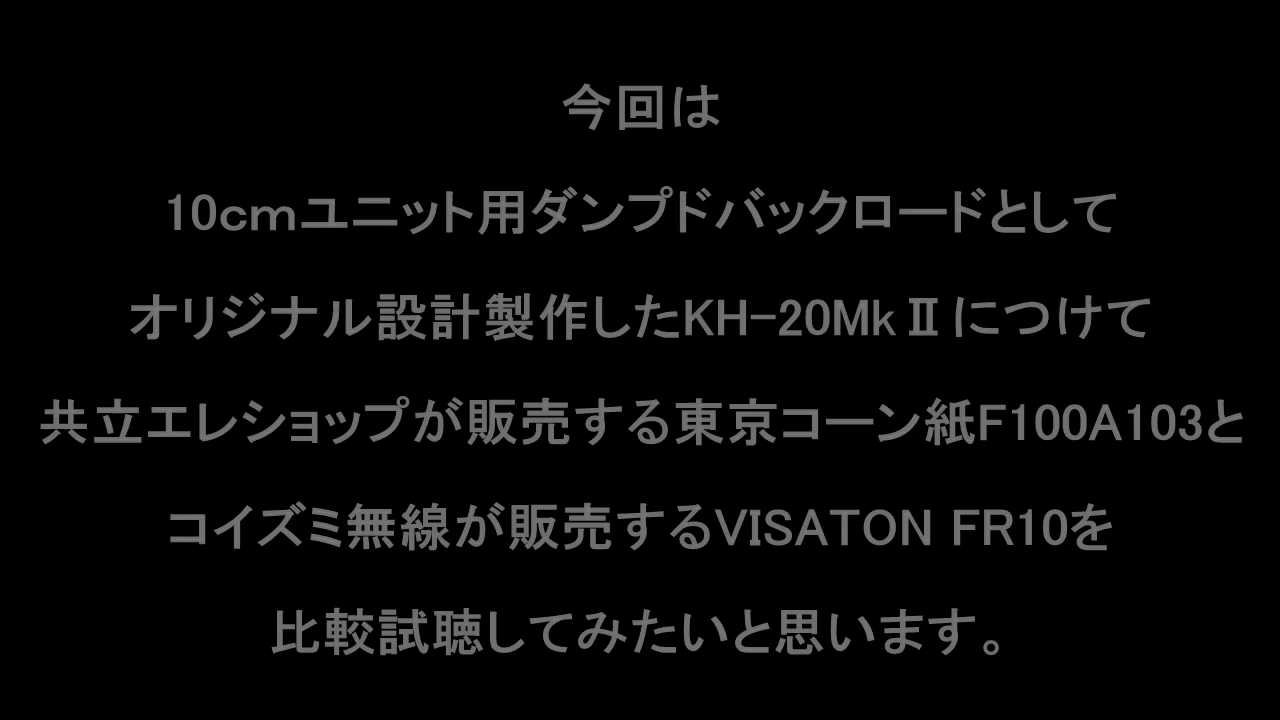 今回は
10cmユニット用ダンプドバックロードとして
オリジナル設計製作したKH-20MkⅡにつけて
共立エレショップが販売する東京コーン紙F100A103と
コイズミ無線が販売するVISATON FR10を
比較試聴してみたいと思います。